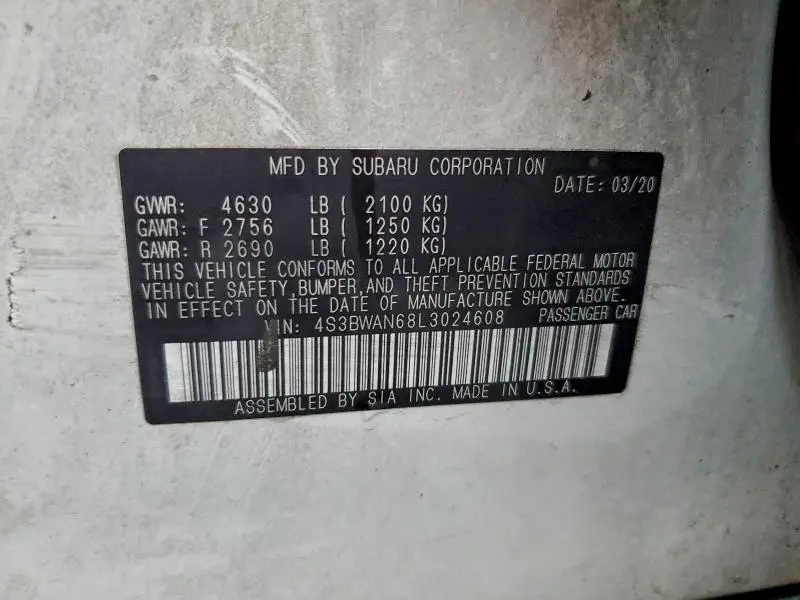 MFD BY SUBARU CORPORATION
DATE: 03/20
GVWR: 4630 LB ( 2100 KG)
GAWR: F 2756 LB ( 1250 KG)
GAWR: R 2690 LB ( 1220 KG)
THIS VEHICLE CONFORMS TO ALL APPLICABLE FEDERAL MOTOR
VEHICLE SAFETY, BUMPER, AND THEFT PREVENTION STANDARDS
IN EFFECT ON THE DATE OF MANUFACTURE SHOWN ABOVE.
VIN: 4S3BWAN68L3024608 PASSENGER CAR
ASSEMBLED BY SIA INC. MADE IN U.S.A.